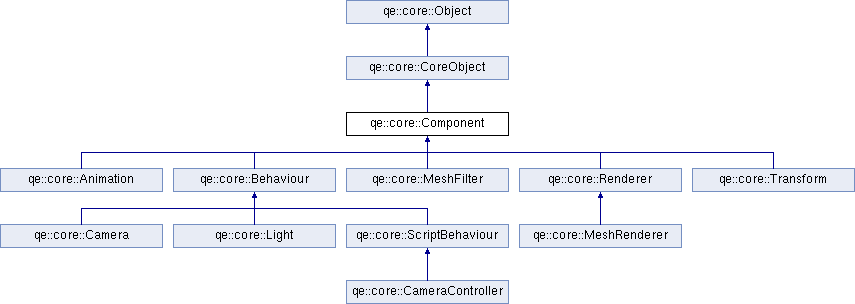 qe::core::Object
qe::core::CoreObject
qe::core::Component
qe::core::Animation
qe::core::Behaviour
qe::core::MeshFilter
qe::core::Renderer
qe::core::Transform
qe::core::Camera
qe::core::Light
qe::core::ScriptBehaviour
qe::core::MeshRenderer
qe::core::CameraController